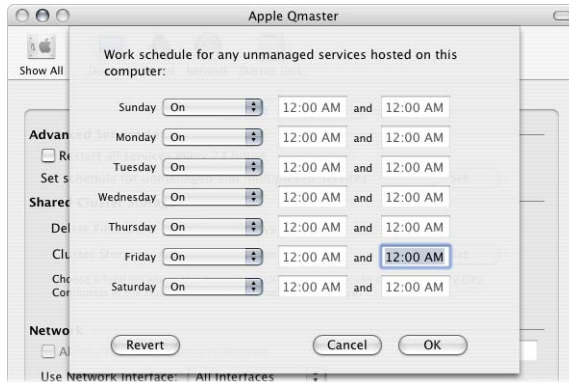 Apple Qmaster
Show All
Work schedule for any unmanaged services hosted on this
computer:
Sunday On 12:00 AM and 12:00 AM
Monday On 12:00 AM and 12:00 AM
Tuesday On 12:00 AM and 12:00 AM
Wednesday On 12:00 AM and 12:00 AM
Thursday On 12:00 AM and 12:00 AM
Friday On 12:00 AM and 12:00 AM
Saturday On 12:00 AM and 12:00 AM
Revert Cancel OK
Shared
Network
Use Network Interface: All Interfaces